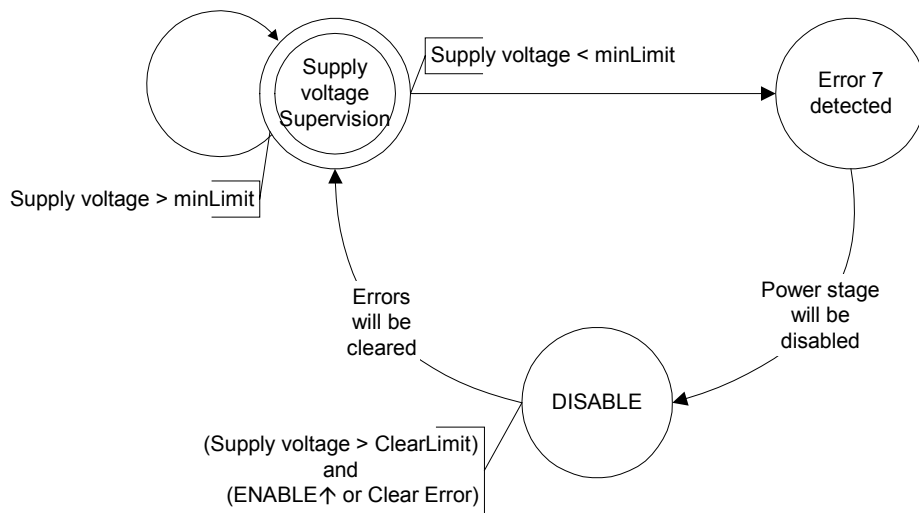 Supply
voltage
Supervision
Supply voltage < minLimit
Error 7
detected
Supply voltage > minLimit
Errors
will be
cleared
Power stage
will be
disabled
DISABLE
(Supply voltage > ClearLimit)
and
(ENABLE↑ or Clear Error)